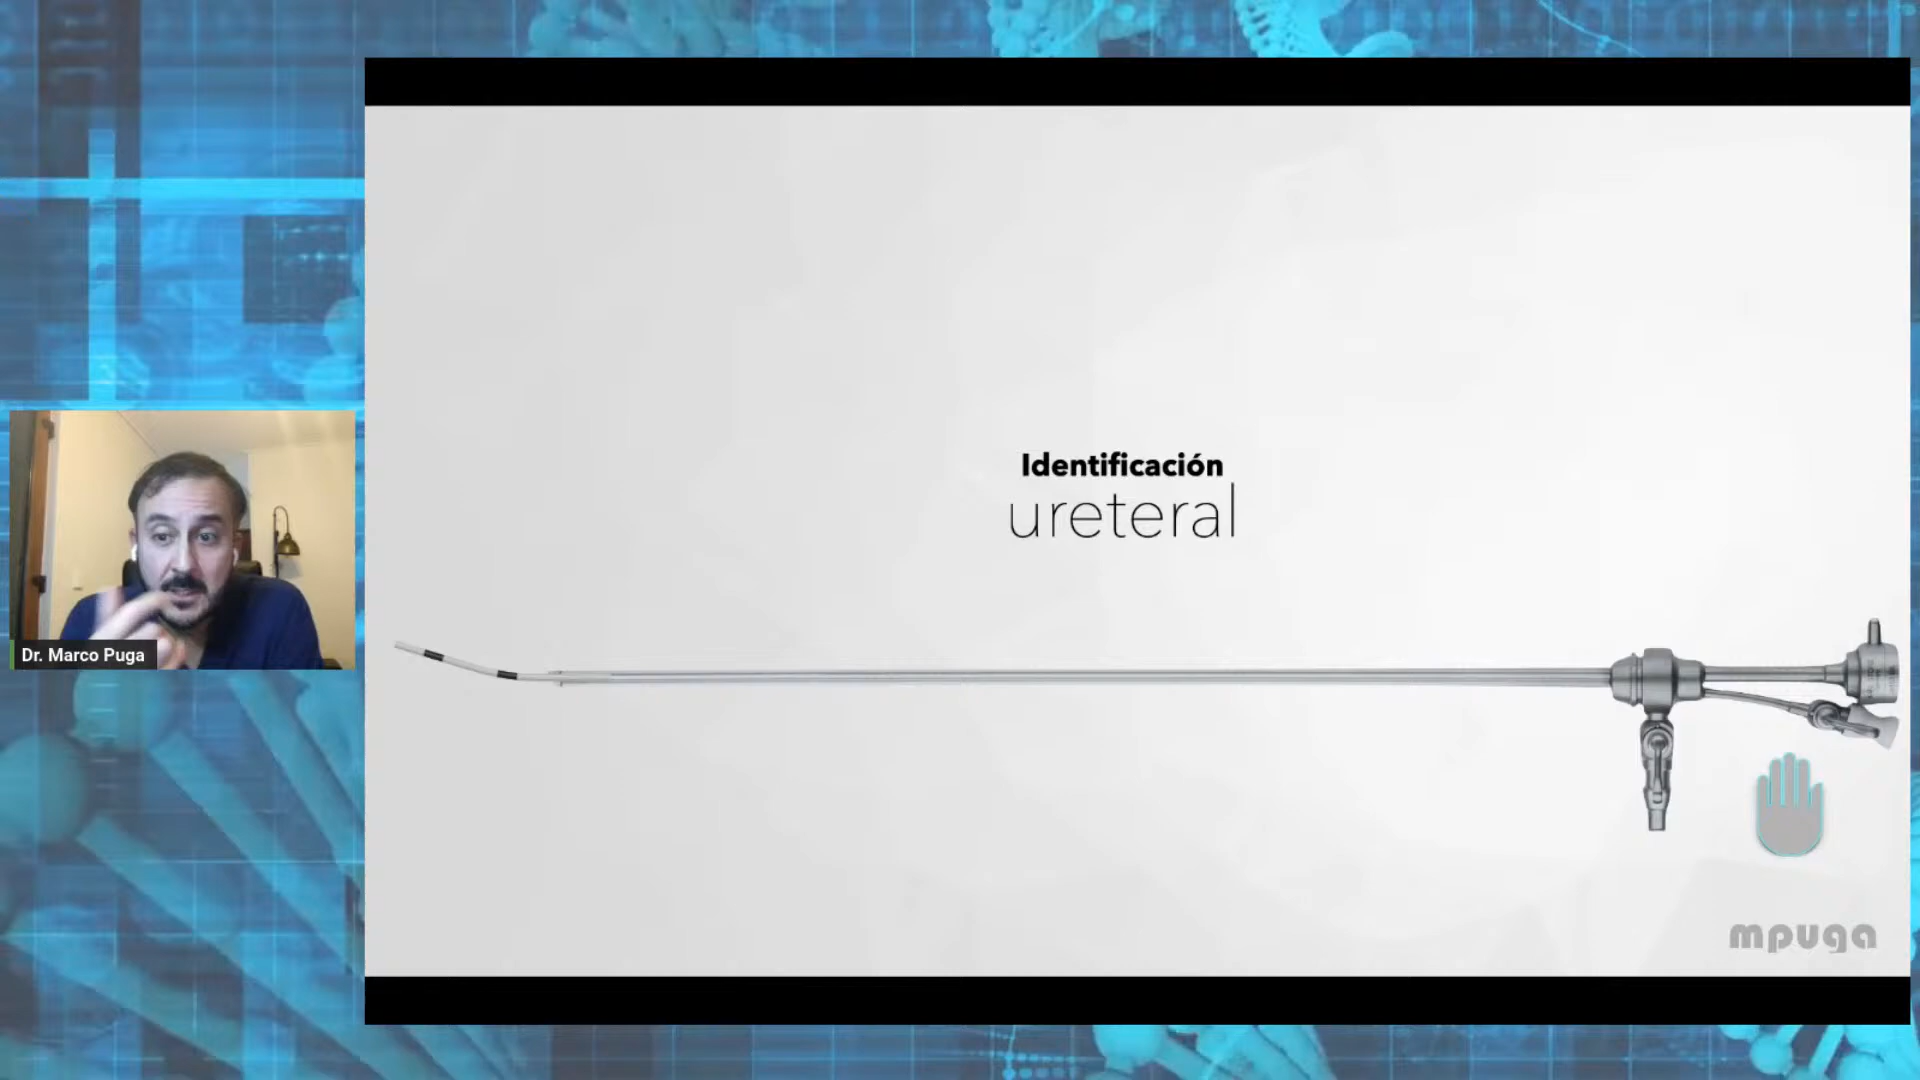 Identificación
ureteral
Dr. Marco Puga
mpuga